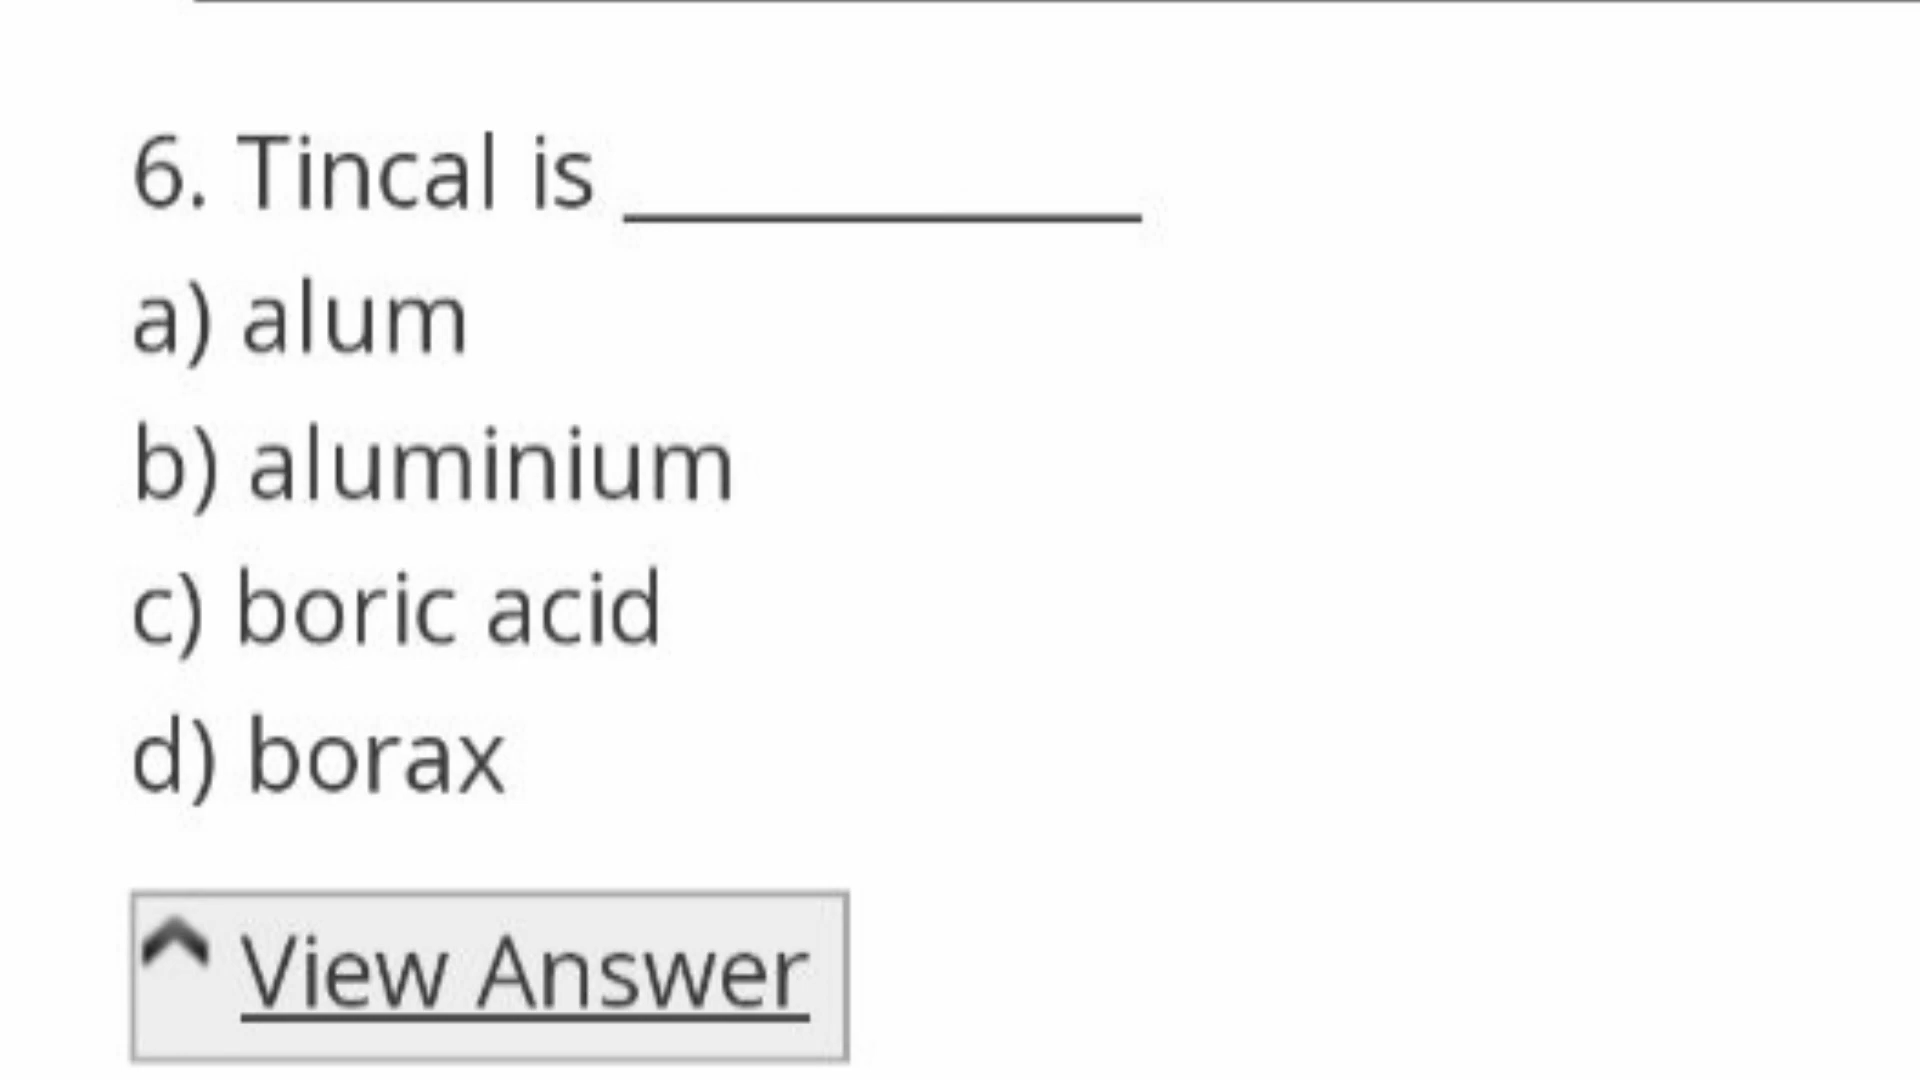 6. Tincal is ____________
a) alum
b) aluminium
c) boric acid
d) borax
View Answer